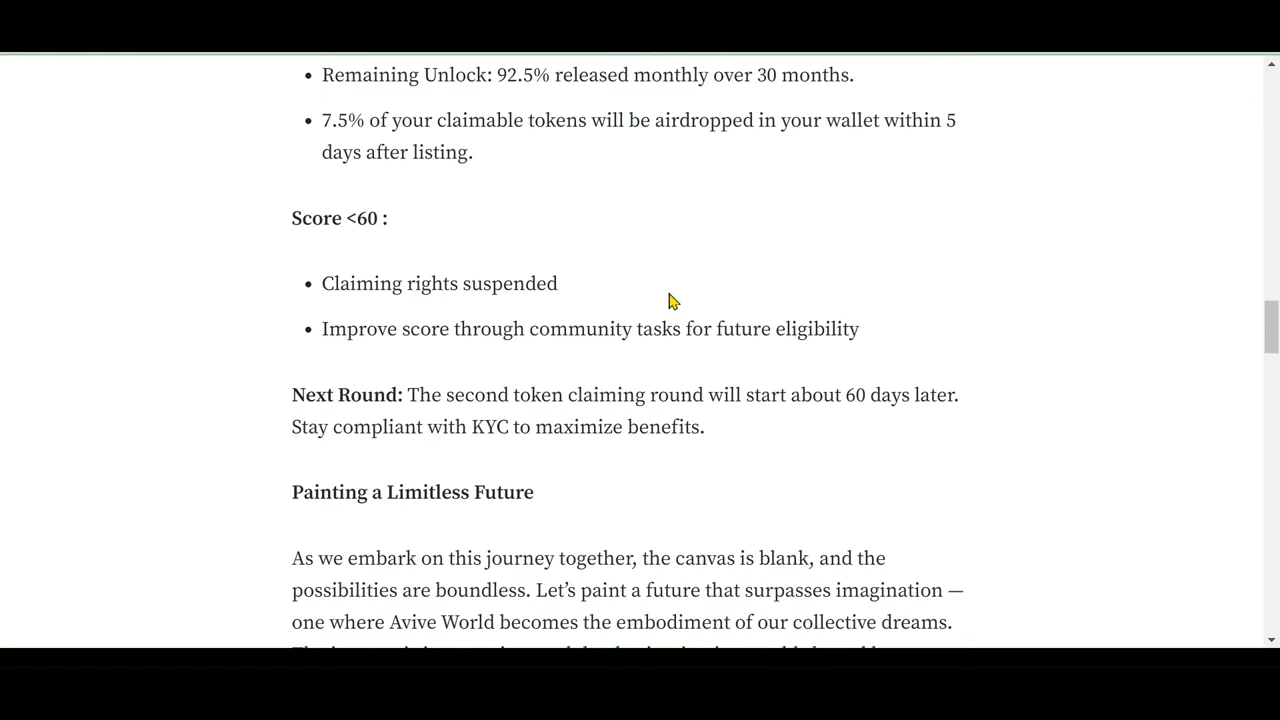 • Remaining Unlock: 92.5% released monthly over 30 months.
• 7.5% of your claimable tokens will be airdropped in your wallet within 5
days after listing.
Score <60 :
• Claiming rights suspended
• Improve score through community tasks for future eligibility
Next Round: The second token claiming round will start about 60 days later.
Stay compliant with KYC to maximize benefits.
Painting a Limitless Future
As we embark on this journey together, the canvas is blank, and the
possibilities are boundless. Let’s paint a future that surpasses imagination —
one where Avive World becomes the embodiment of our collective dreams.